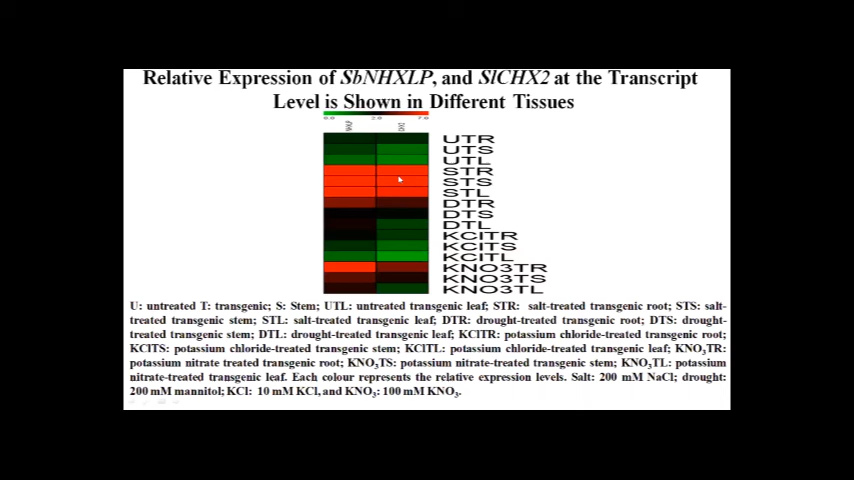 Relative Expression of SbNHXLP, and SlCHX2 at the Transcript
Level is Shown in Different Tissues
UTR
UTS
UTL
STR
STS
STL
DTR
DTS
DTL
KClTR
KClTS
KClTL
KNO3TR
KNO3TS
KNO3TL
U: untreated T: transgenic; S: Stem; UTL: untreated transgenic leaf; STR: salt-treated transgenic root; STS: salt-
treated transgenic stem; STL: salt-treated transgenic leaf; DTR: drought-treated transgenic root; DTS: drought-
treated transgenic stem; DTL: drought-treated transgenic leaf; KClTR: potassium chloride-treated transgenic root;
KClTS: potassium chloride-treated transgenic stem; KClTL: potassium chloride-treated transgenic leaf; KNO3TR:
potassium nitrate treated transgenic root; KNO3TS: potassium nitrate-treated transgenic stem; KNO3TL: potassium
nitrate-treated transgenic leaf. Each colour represents the relative expression levels. Salt: 200 mM NaCl; drought:
200 mM mannitol; KCl: 10 mM KCl, and KNO3: 100 mM KNO3.